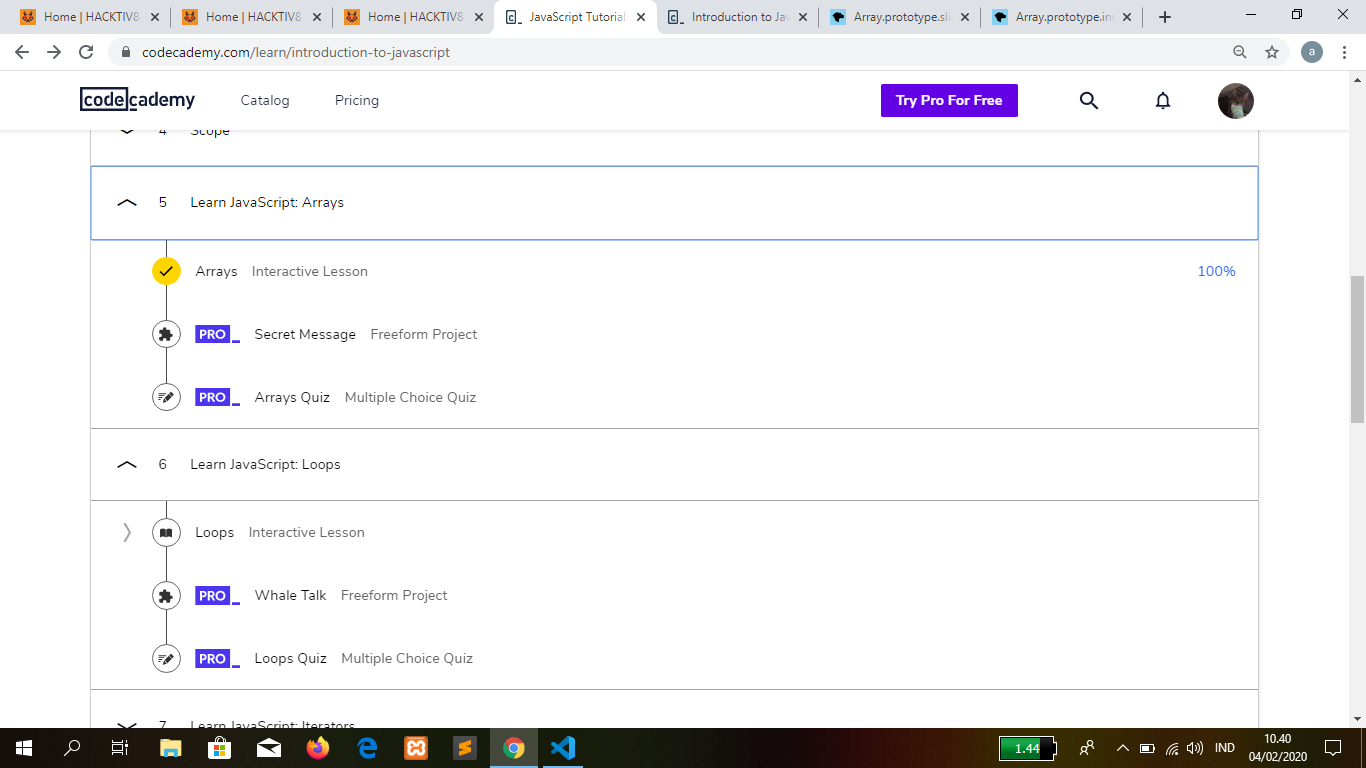 Home | HACKTIV8
Home | HACKTIV8
Home | HACKTIV8
JavaScript Tutorial
Introduction to Jav
Array.prototype.sli
Array.prototype.in
codecademy.com/learn/introduction-to-javascript
a
codecademy
Catalog
Pricing
Try Pro For Free
4 Scope
5 Learn JavaScript: Arrays
Arrays Interactive Lesson 100%
PRO Secret Message Freeform Project
PRO Arrays Quiz Multiple Choice Quiz
6 Learn JavaScript: Loops
Loops Interactive Lesson
PRO Whale Talk Freeform Project
PRO Loops Quiz Multiple Choice Quiz
7 Learn JavaScript: Iterators
1.44
IND
10.40
04/02/2020